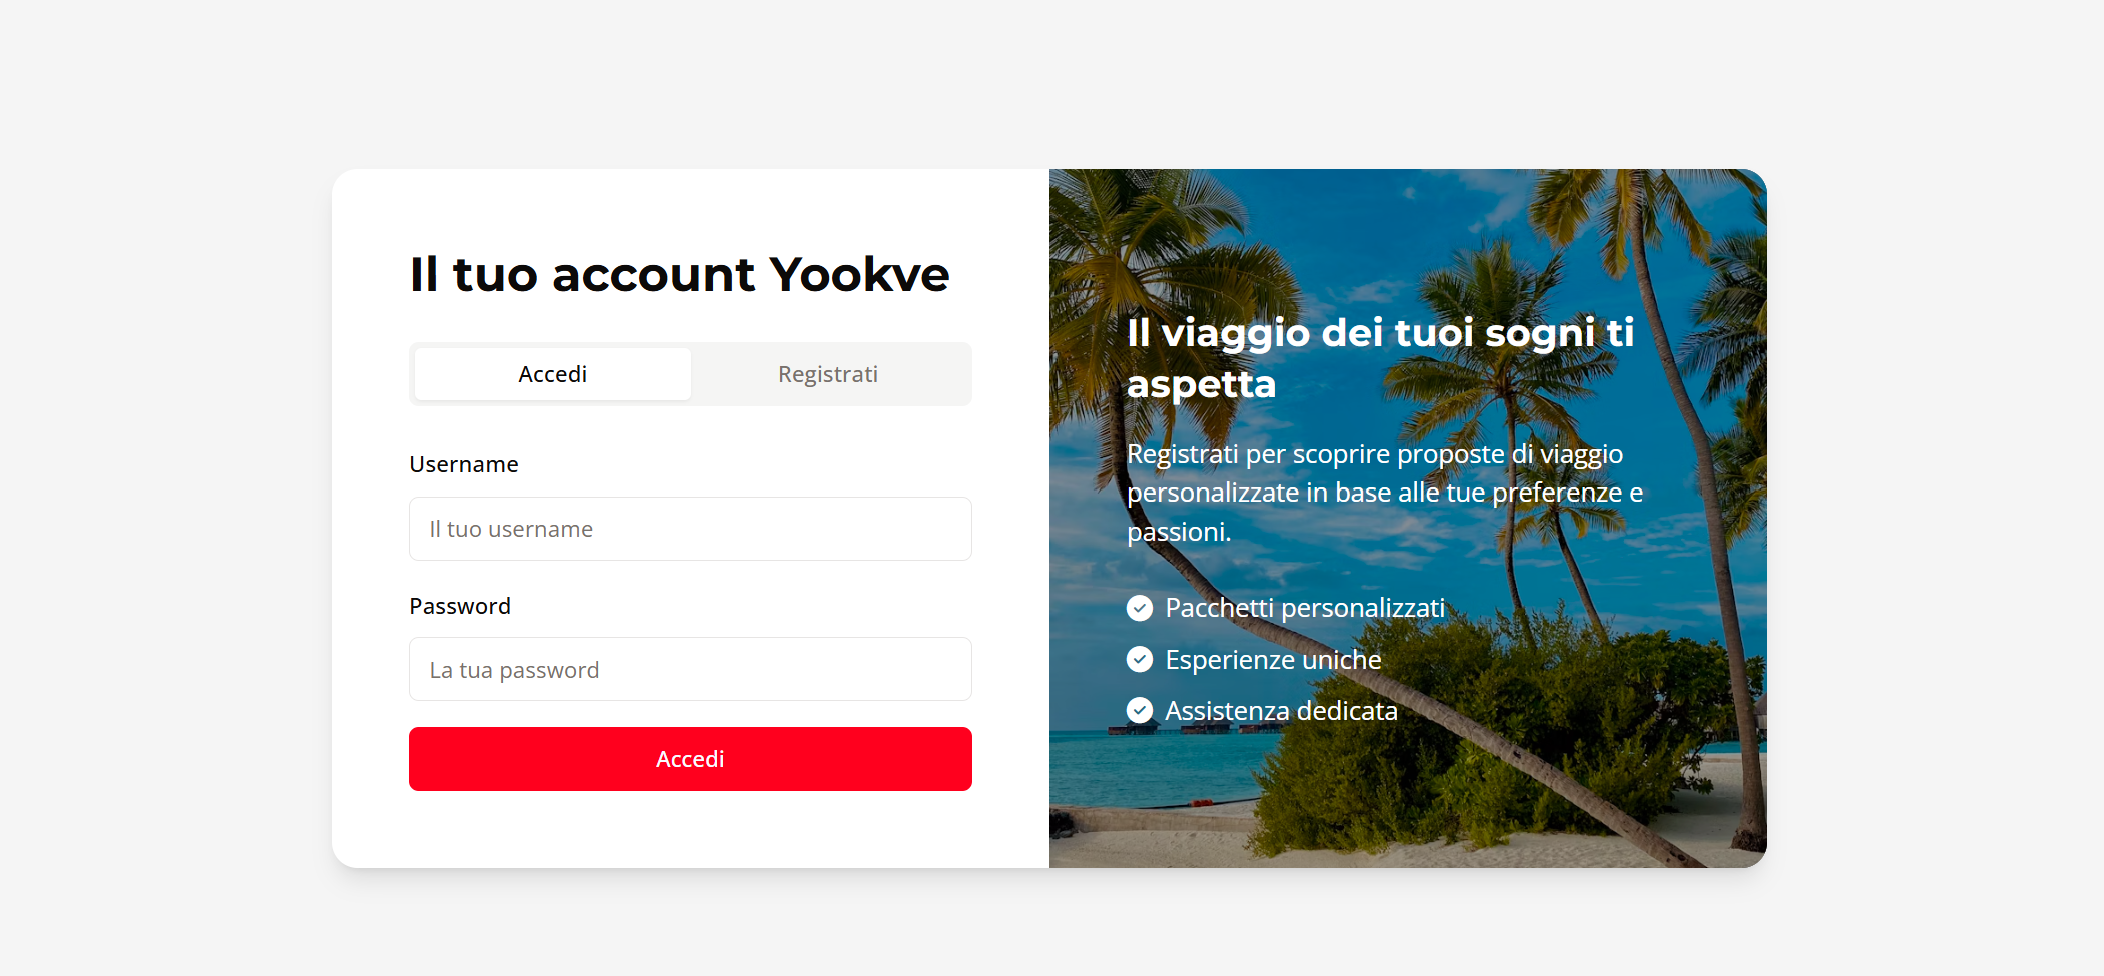 Il tuo account Yookve
Accedi
Registrati
Username
Il tuo username
Password
La tua password
Accedi
Il viaggio dei tuoi sogni ti
aspetta
Registrati per scoprire proposte di viaggio
personalizzate in base alle tue preferenze e
passioni.
Pacchetti personalizzati
Esperienze uniche
Assistenza dedicata